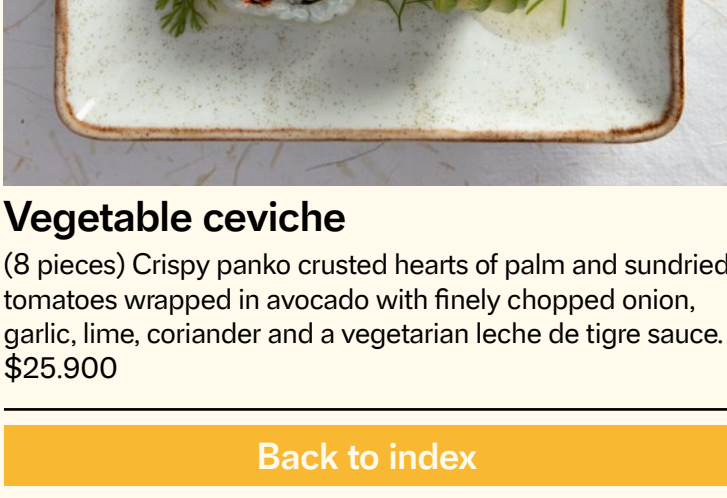 Vegetable ceviche
(8 pieces) Crispy panko crusted hearts of palm and sundried
tomatoes wrapped in avocado with finely chopped onion,
garlic, lime, coriander and a vegetarian leche de tigre sauce.
$25.900
Back to index